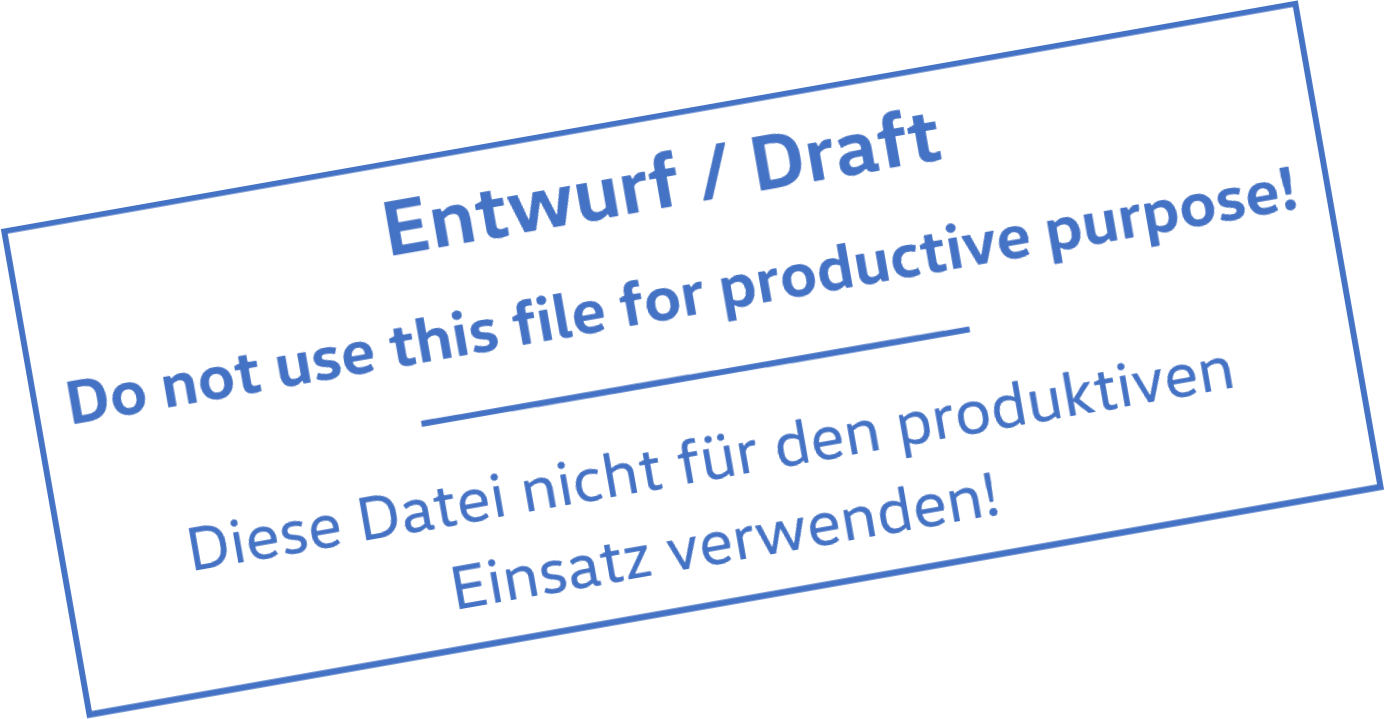 Entwurf / Draft
Do not use this file for productive purpose!
Diese Datei nicht für den produktiven
Einsatz verwenden!